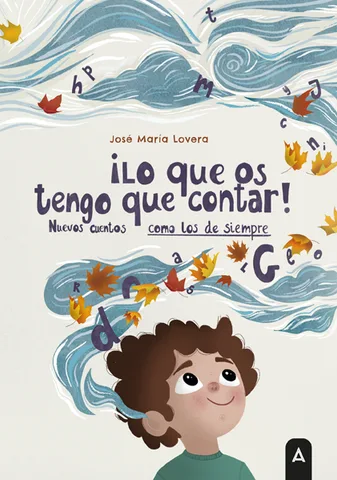 h p m t y J
c n i
José María Lovera
¡Lo que os
tengo que contar!
Nuevos cuentos como los de siempre
a s L G e o
R d r
d
A